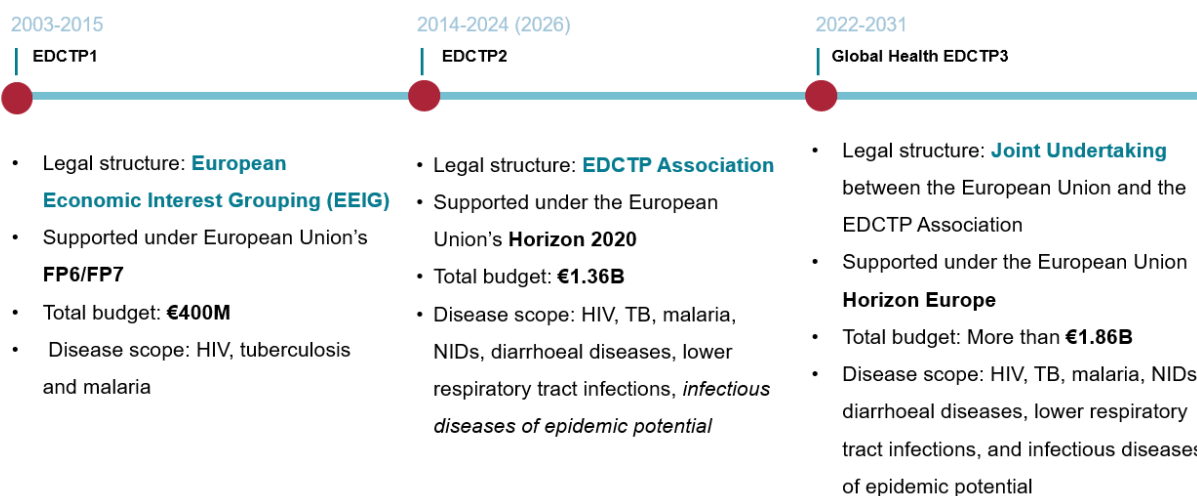 2003-2015
EDCTP1
• Legal structure: European
Economic Interest Grouping (EEIG)
• Supported under European Union's
FP6/FP7
• Total budget: €400M
• Disease scope: HIV, tuberculosis
and malaria
2014-2024 (2026)
EDCTP2
• Legal structure: EDCTP Association
• Supported under the European
Union's Horizon 2020
• Total budget: €1.36B
• Disease scope: HIV, TB, malaria,
NIDs, diarrhoeal diseases, lower
respiratory tract infections, infectious
diseases of epidemic potential
2022-2031
Global Health EDCTP3
• Legal structure: Joint Undertaking
between the European Union and the
EDCTP Association
• Supported under the European Union
Horizon Europe
• Total budget: More than €1.86B
• Disease scope: HIV, TB, malaria, NIDs
diarrhoeal diseases, lower respiratory
tract infections, and infectious diseases
of epidemic potential